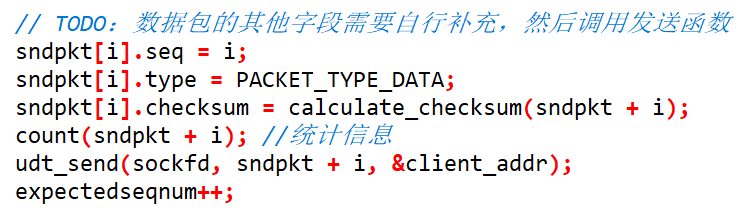 // TODO: 数据包的其他字段需要自行补充，然后调用发送函数
sndpkt[i].seq = i;
sndpkt[i].type = PACKET_TYPE_DATA;
sndpkt[i].checksum = calculate_checksum(sndpkt + i);
count(sndpkt + i); //统计信息
udt_send(sockfd, sndpkt + i, &client_addr);
expectedseqnum++;